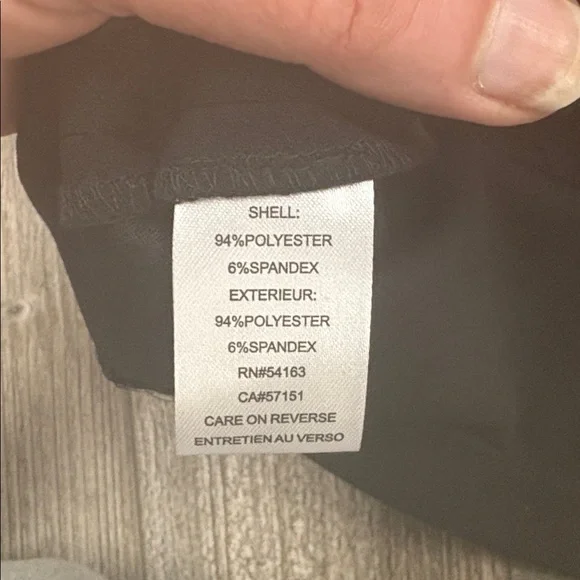 SHELL:
94%POLYESTER
6%SPANDEX
EXTERIEUR:
94%POLYESTER
6%SPANDEX
RN#54163
CA#57151
CARE ON REVERSE
ENTRETIEN AU VERSO